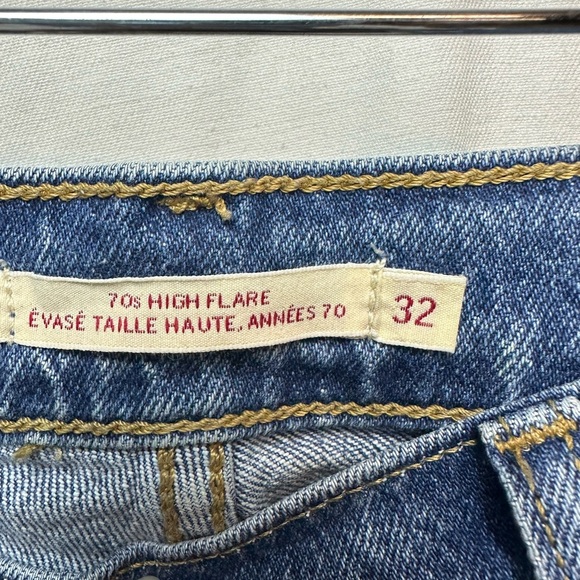 70s HIGH FLARE
ÉVASÉ TAILLE HAUTE, ANNÉES 70
32